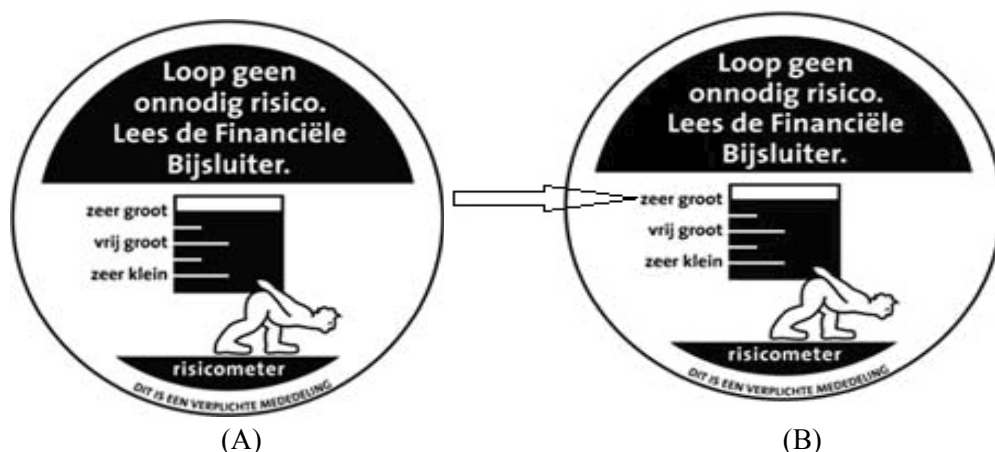 Loop geen
onnodig risico.
Lees de Financiële
Bijsluiter.
zeer groot
vrij groot
zeer klein
risicometer
DIT IS EEN VERPLICHTE MEDEDELING
(A)
Loop geen
onnodig risico.
Lees de Financiële
Bijsluiter.
zeer groot
vrij groot
zeer klein
risicometer
DIT IS EEN VERPLICHTE MEDEDELING
(B)